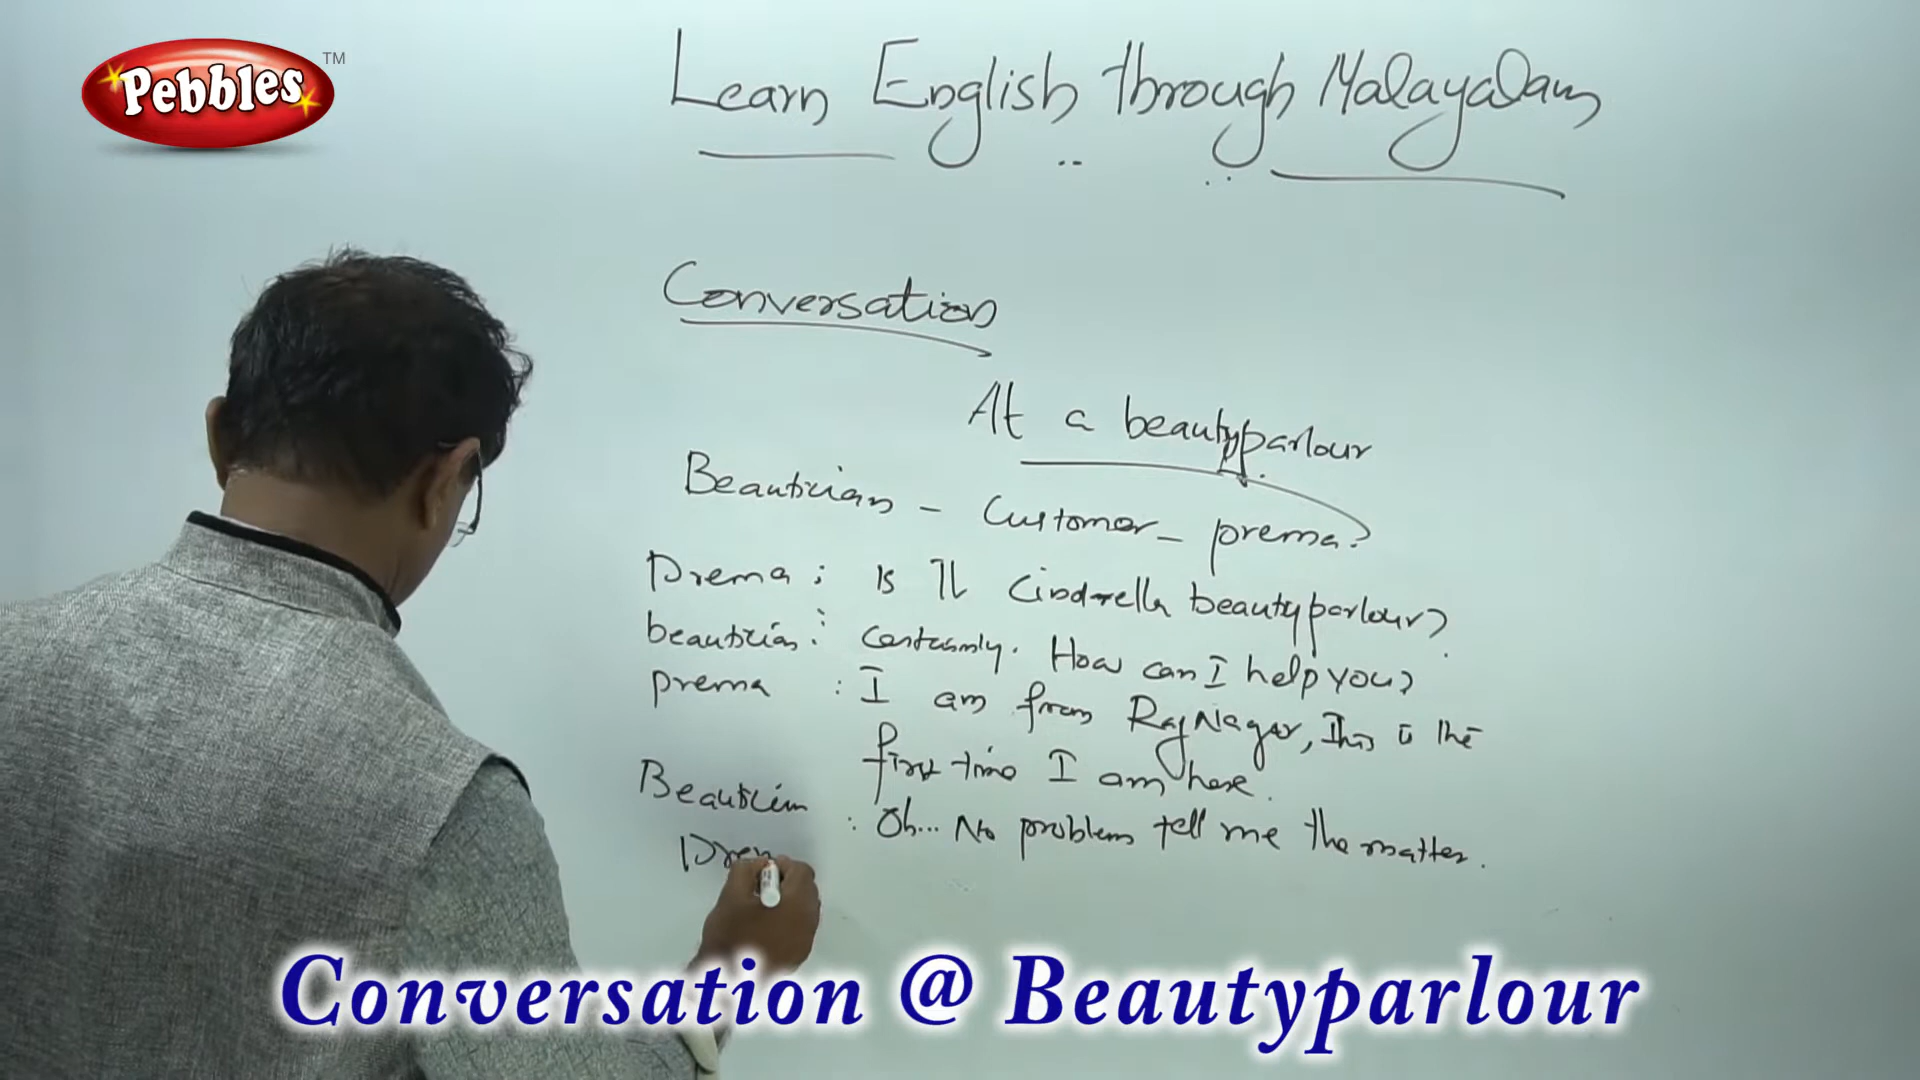 Pebbles TM
Learn English through Malayalam
Conversation
At a beautyparlour
Beautician - Customer - prema?
Prema : Is It Cinderella beautyparlour?
beautician : Certainly. How can I help you?
prema : I am from RajNagar, This is the
first time I am here.
Beautician : Oh... No problem tell me the matter.
Prem
Conversation @ Beautyparlour